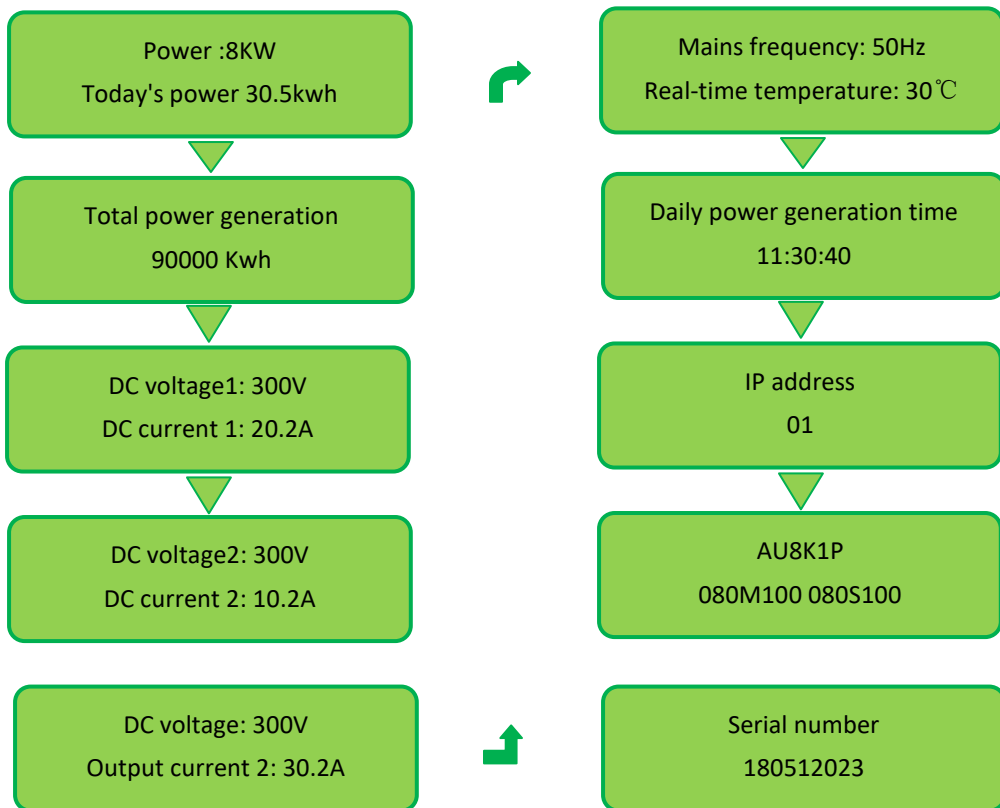 Power :8KW
Today's power 30.5kwh
Total power generation
90000 Kwh
DC voltage1: 300V
DC current 1: 20.2A
DC voltage2: 300V
DC current 2: 10.2A
DC voltage: 300V
Output current 2: 30.2A
Mains frequency: 50Hz
Real-time temperature: 30℃
Daily power generation time
11:30:40
IP address
01
AU8K1P
080M100 080S100
Serial number
180512023